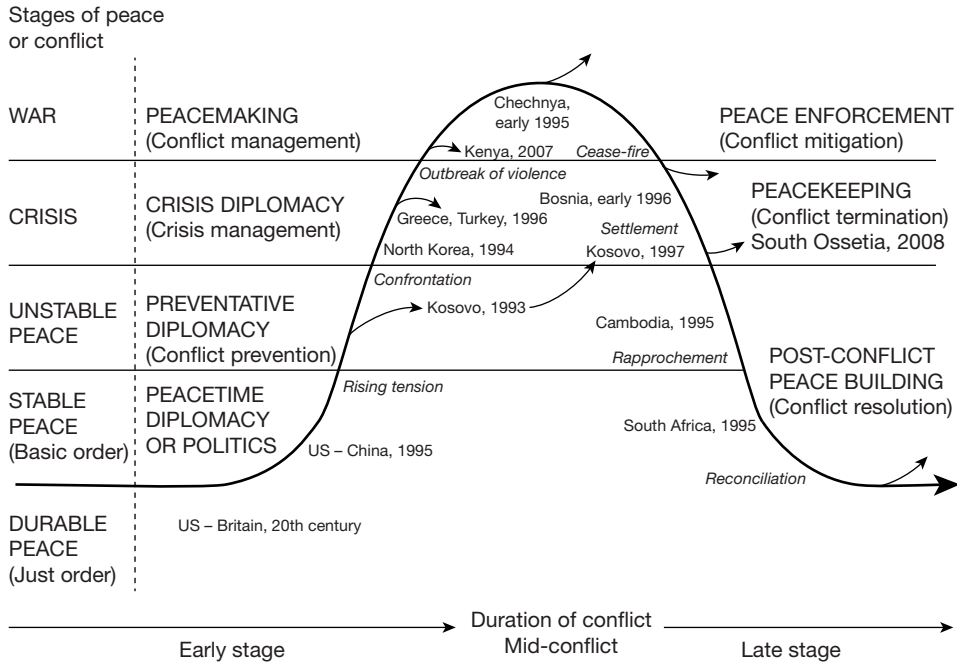 Stages of peace
or conflict
WAR
PEACEMAKING
(Conflict management)
Chechnya,
early 1995
PEACE ENFORCEMENT
(Conflict mitigation)
Kenya, 2007
Cease-fire
Outbreak of violence
CRISIS
CRISIS DIPLOMACY
(Crisis management)
Bosnia, early 1996
Greece, Turkey, 1996
Settlement
North Korea, 1994
Kosovo, 1997
PEACEKEEPING
(Conflict termination)
South Ossetia, 2008
Confrontation
UNSTABLE
PEACE
PREVENTATIVE
DIPLOMACY
(Conflict prevention)
Kosovo, 1993
Cambodia, 1995
Rapprochement
Rising tension
POST-CONFLICT
PEACE BUILDING
(Conflict resolution)
STABLE
PEACE
(Basic order)
PEACETIME
DIPLOMACY
OR POLITICS
US – China, 1995
South Africa, 1995
Reconciliation
DURABLE
PEACE
(Just order)
US – Britain, 20th century
Early stage
Duration of conflict
Mid-conflict
Late stage